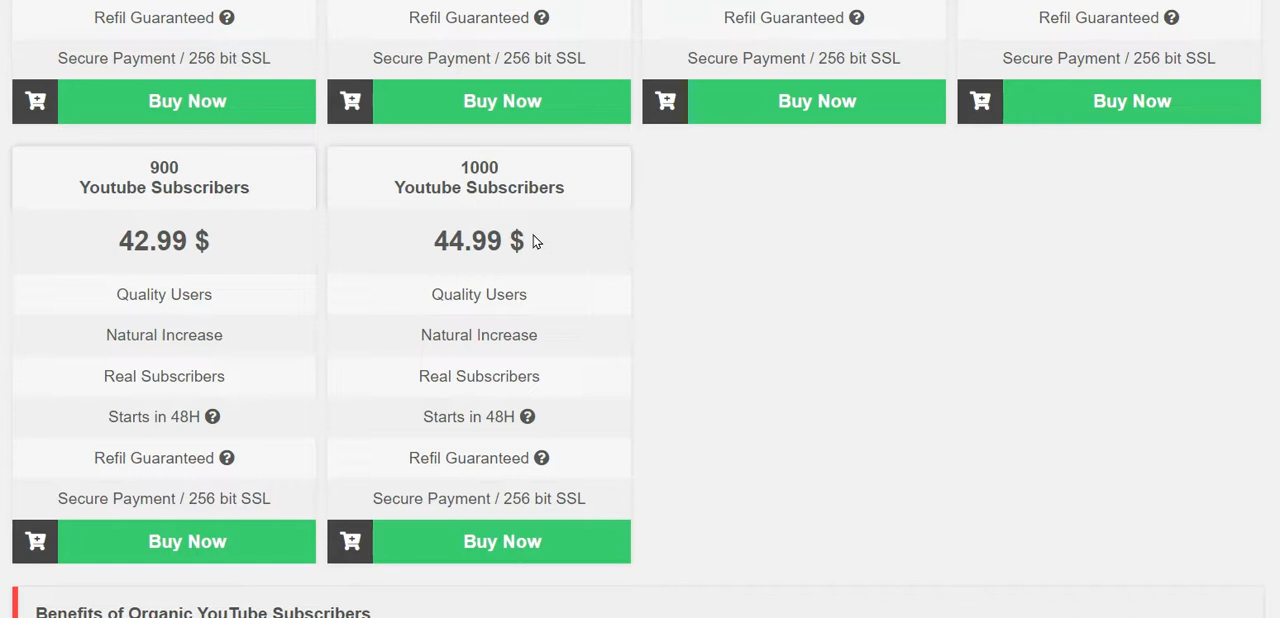 Refil Guaranteed ? Refil Guaranteed ? Refil Guaranteed ? Refil Guaranteed ?
Secure Payment / 256 bit SSL Secure Payment / 256 bit SSL Secure Payment / 256 bit SSL Secure Payment / 256 bit SSL
Buy Now Buy Now Buy Now Buy Now
900
Youtube Subscribers
42.99 $
Quality Users
Natural Increase
Real Subscribers
Starts in 48H ?
Refil Guaranteed ?
Secure Payment / 256 bit SSL
Buy Now
1000
Youtube Subscribers
44.99 $
Quality Users
Natural Increase
Real Subscribers
Starts in 48H ?
Refil Guaranteed ?
Secure Payment / 256 bit SSL
Buy Now
Benefits of Organic YouTube Subscribers